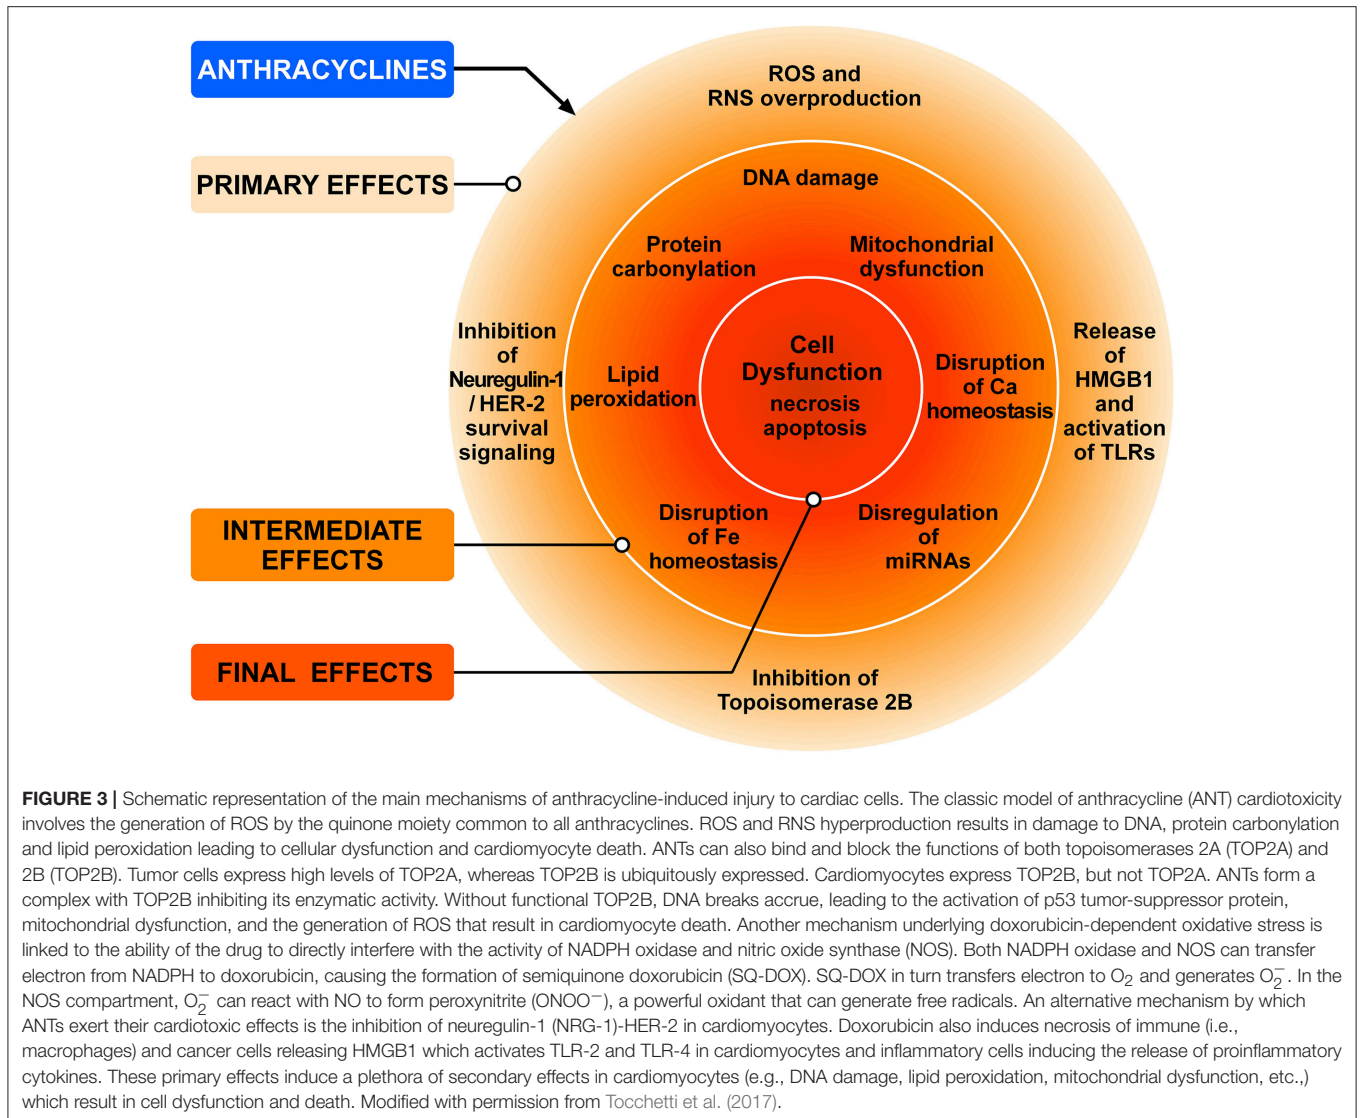 ANTHRACYCLINES
PRIMARY EFFECTS
INTERMEDIATE
EFFECTS
FINAL EFFECTS
ROS and
RNS overproduction
DNA damage
Protein
carbonylation
Mitochondrial
dysfunction
Inhibition
of
Neuregulin-1
/ HER-2
survival
signaling
Lipid
peroxidation
Cell
Dysfunction
necrosis
apoptosis
Disruption
of Ca
homeostasis
Release
of
HMGB1
and
activation
of TLRs
Disruption
of Fe
homeostasis
Disregulation
of
miRNAs
Inhibition of
Topoisomerase 2B
FIGURE 3 | Schematic representation of the main mechanisms of anthracycline-induced injury to cardiac cells. The classic model of anthracycline (ANT) cardiotoxicity
involves the generation of ROS by the quinone moiety common to all anthracyclines. ROS and RNS hyperproduction results in damage to DNA, protein carbonylation
and lipid peroxidation leading to cellular dysfunction and cardiomyocyte death. ANTs can also bind and block the functions of both topoisomerases 2A (TOP2A) and
2B (TOP2B). Tumor cells express high levels of TOP2A, whereas TOP2B is ubiquitously expressed. Cardiomyocytes express TOP2B, but not TOP2A. ANTs form a
complex with TOP2B inhibiting its enzymatic activity. Without functional TOP2B, DNA breaks accrue, leading to the activation of p53 tumor-suppressor protein,
mitochondrial dysfunction, and the generation of ROS that result in cardiomyocyte death. Another mechanism underlying doxorubicin-dependent oxidative stress is
linked to the ability of the drug to directly interfere with the activity of NADPH oxidase and nitric oxide synthase (NOS). Both NADPH oxidase and NOS can transfer
electron from NADPH to doxorubicin, causing the formation of semiquinone doxorubicin (SQ-DOX). SQ-DOX in turn transfers electron to O₂ and generates O₂⁻. In the
NOS compartment, O₂⁻ can react with NO to form peroxynitrite (ONOO⁻), a powerful oxidant that can generate free radicals. An alternative mechanism by which
ANTs exert their cardiotoxic effects is the inhibition of neuregulin-1 (NRG-1)-HER-2 in cardiomyocytes. Doxorubicin also induces necrosis of immune (i.e.,
macrophages) and cancer cells releasing HMGB1 which activates TLR-2 and TLR-4 in cardiomyocytes and inflammatory cells inducing the release of proinflammatory
cytokines. These primary effects induce a plethora of secondary effects in cardiomyocytes (e.g., DNA damage, lipid peroxidation, mitochondrial dysfunction, etc.,)
which result in cell dysfunction and death. Modified with permission from Tocchetti et al. (2017).